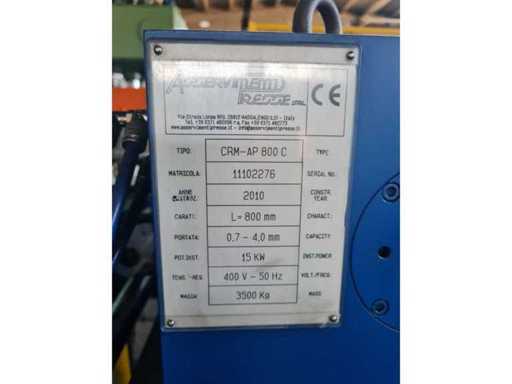 ASSERVIMENTI
PRESSE SRL CE
TIPO: CRM-AP 800 C TYPE
MATRICOLA: 11102276 SERIAL NO.
ANNO 2010 CONSTR. YEAR
CARATT: L= 800 mm CHARACT:
PORTATA: 0,7 - 4,0 mm CAPACITY
POT.INST. 15 KW INST.POWER
TENS. -FREQ. 400 V - 50 Hz VOLT./FREQ.
MASSA: 3500 Kg MASS